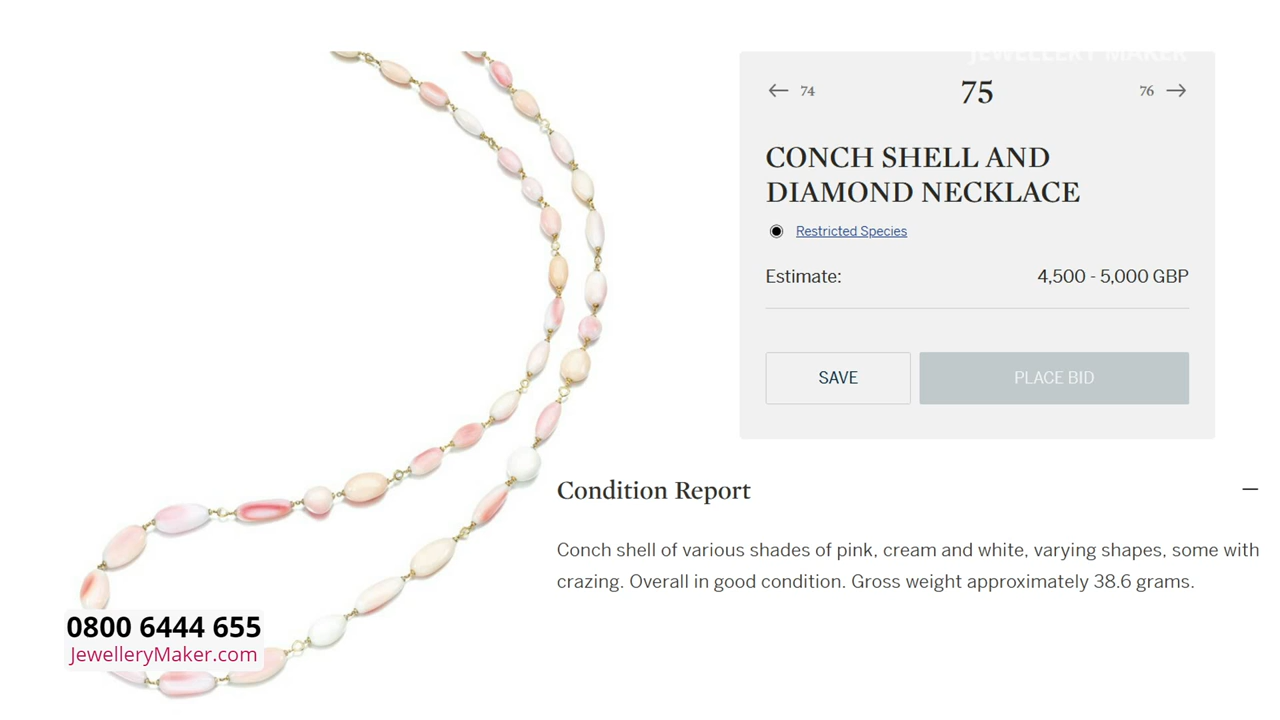 JEWELLERY MAKER
← 74
75
76 →
CONCH SHELL AND
DIAMOND NECKLACE
Restricted Species
Estimate:
4,500 - 5,000 GBP
SAVE
PLACE BID
Condition Report
Conch shell of various shades of pink, cream and white, varying shapes, some with
crazing. Overall in good condition. Gross weight approximately 38.6 grams.
0800 6444 655
JewelleryMaker.com